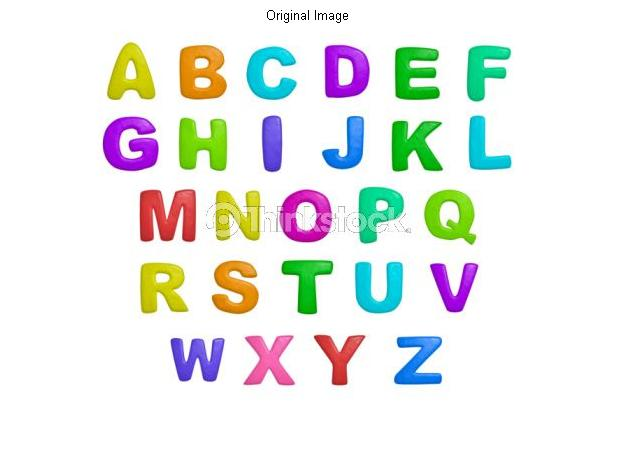 Original Image
A B C D E F
G H I J K L
M N O P Q
Thinkstock
R S T U V
W X Y Z